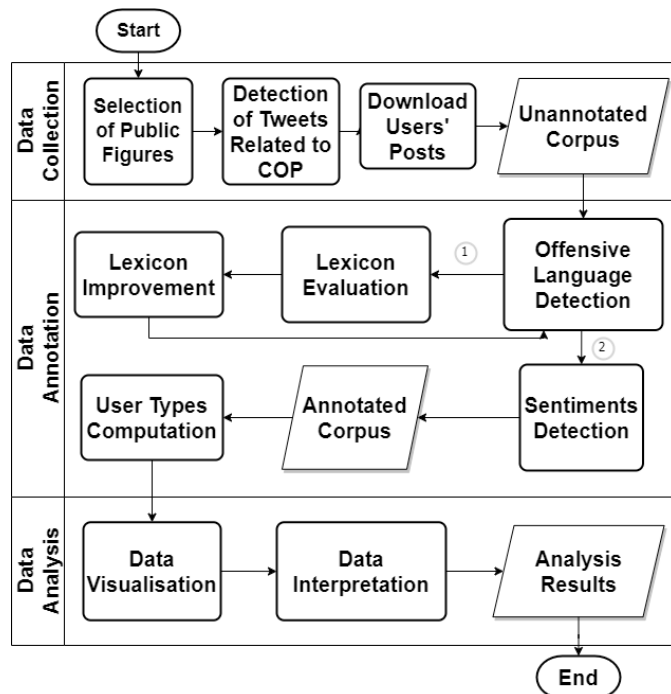 Start
Data
Collection
Selection
of Public
Figures
Detection
of Tweets
Related to
COP
Download
Users'
Posts
Unannotated
Corpus
Data
Annotation
Lexicon
Improvement
Lexicon
Evaluation
1
Offensive
Language
Detection
2
User Types
Computation
Annotated
Corpus
Sentiments
Detection
Data
Analysis
Data
Visualisation
Data
Interpretation
Analysis
Results
End